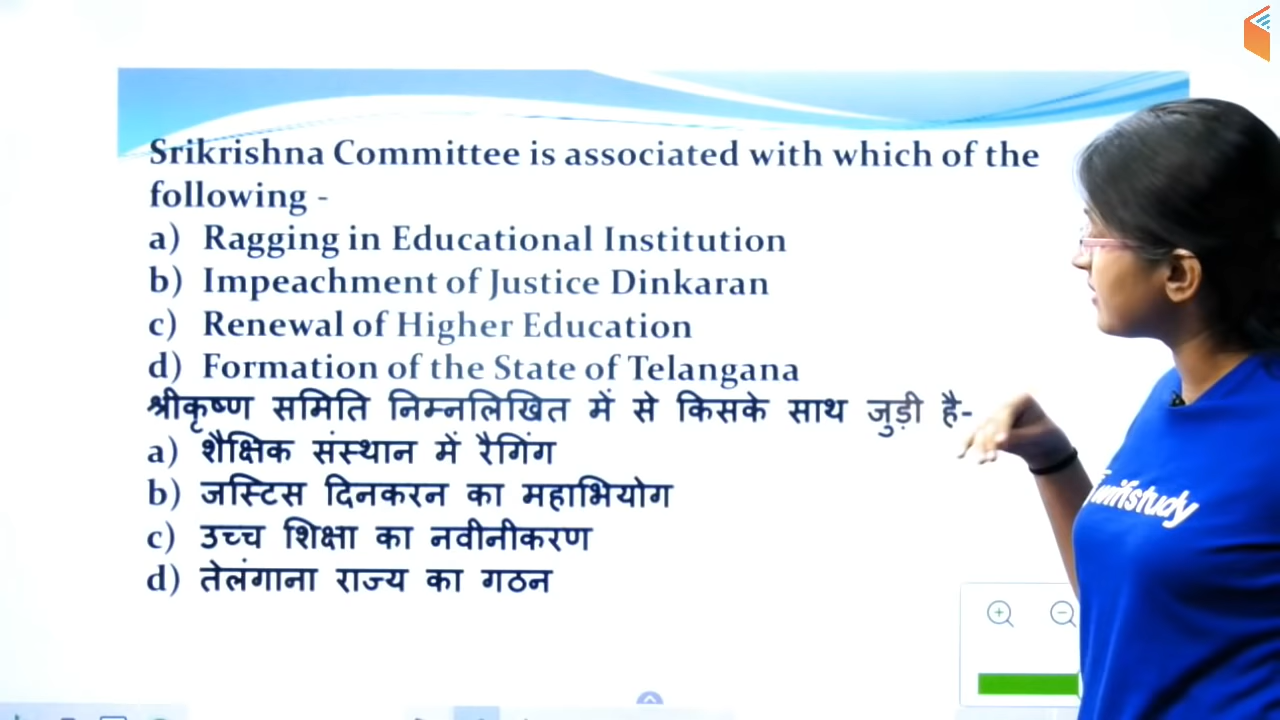 Srikrishna Committee is associated with which of the
following -
a) Ragging in Educational Institution
b) Impeachment of Justice Dinkaran
c) Renewal of Higher Education
d) Formation of the State of Telangana
श्रीकृष्ण समिति निम्नलिखित में से किसके साथ जुड़ी है-
a) शैक्षिक संस्थान में रैगिंग
b) जस्टिस दिनकरन का महाभियोग
c) उच्च शिक्षा का नवीनीकरण
d) तेलंगाना राज्य का गठन
wifistudy